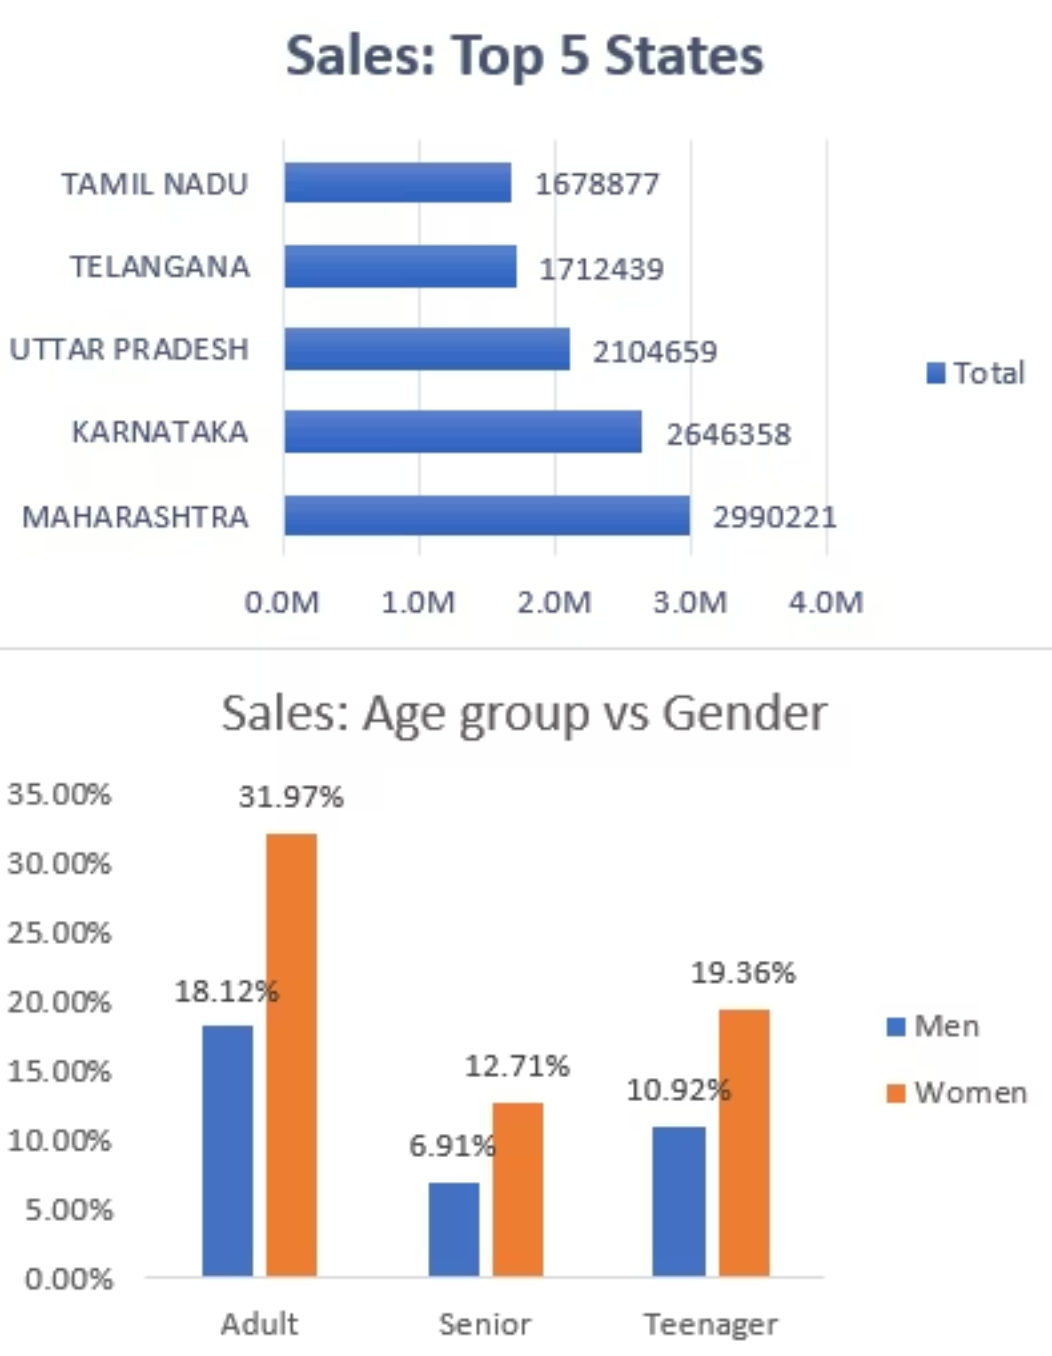 Sales: Top 5 States
TAMIL NADU 1678877
TELANGANA 1712439
UTTAR PRADESH 2104659
Total
KARNATAKA 2646358
MAHARASHTRA 2990221
0.0M 1.0M 2.0M 3.0M 4.0M
Sales: Age group vs Gender
35.00%
31.97%
30.00%
25.00%
19.36%
18.12%
20.00%
Men
15.00%
12.71%
10.92%
Women
10.00%
6.91%
5.00%
0.00%
Adult Senior Teenager